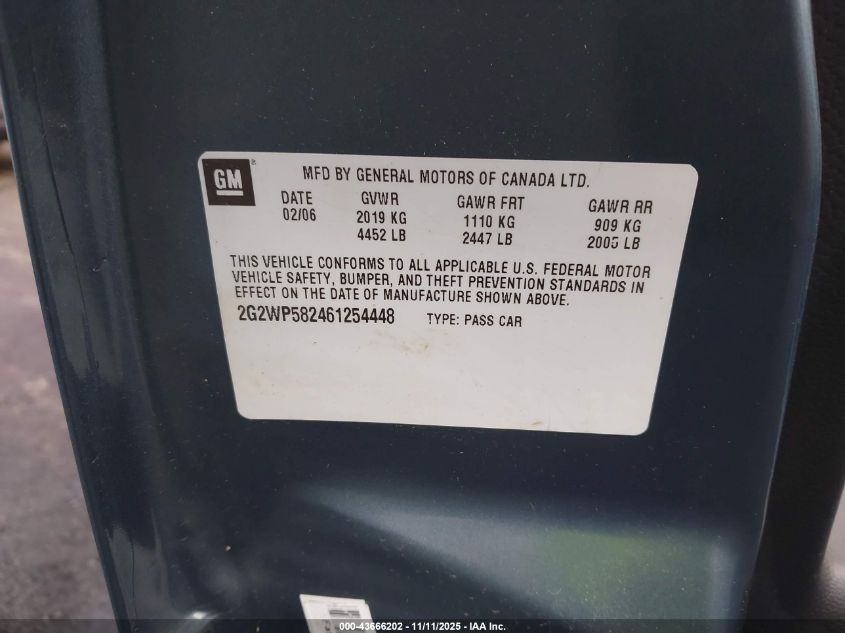 GM®
MFD BY GENERAL MOTORS OF CANADA LTD.
DATE GVWR GAWR FRT GAWR RR
02/06 2019 KG 1110 KG 909 KG
4452 LB 2447 LB 2005 LB
THIS VEHICLE CONFORMS TO ALL APPLICABLE U.S. FEDERAL MOTOR
VEHICLE SAFETY, BUMPER, AND THEFT PREVENTION STANDARDS IN
EFFECT ON THE DATE OF MANUFACTURE SHOWN ABOVE.
2G2WP582461254448 TYPE: PASS CAR
000-43666202 - 11/11/2025 - IAA Inc.